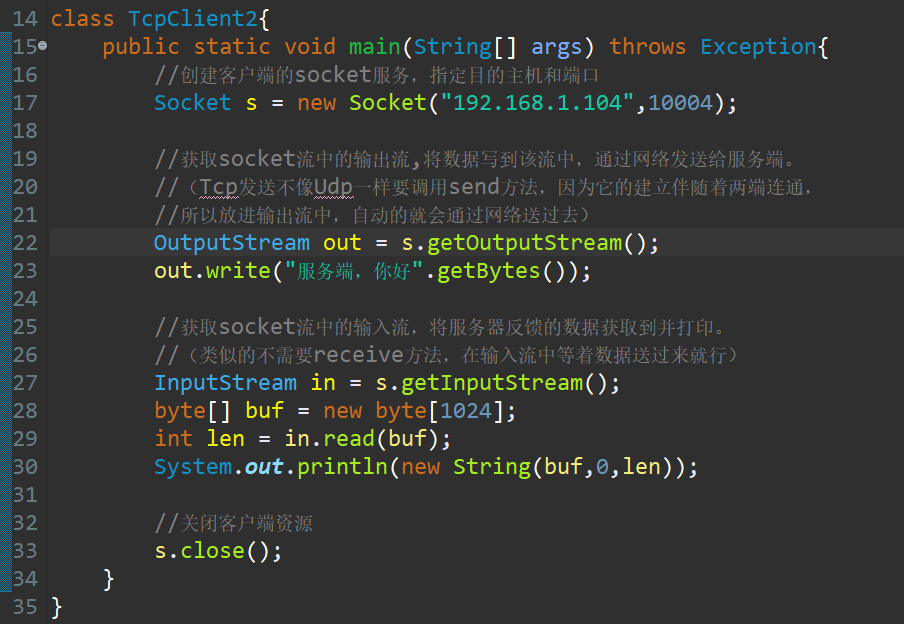 14 class TcpClient2{
15 public static void main(String[] args) throws Exception{
16 //创建客户端的socket服务，指定目的主机和端口
17 Socket s = new Socket("192.168.1.104",10004);
18
19 //获取socket流中的输出流,将数据写到该流中，通过网络发送给服务端。
20 //（Tcp发送不像Udp一样要调用send方法，因为它的建立伴随着两端连通，
21 //所以放进输出流中，自动的就会通过网络送过去）
22 OutputStream out = s.getOutputStream();
23 out.write("服务端，你好".getBytes());
24
25 //获取socket流中的输入流，将服务器反馈的数据获取到并打印。
26 //（类似的不需要receive方法，在输入流中等着数据送过来就行）
27 InputStream in = s.getInputStream();
28 byte[] buf = new byte[1024];
29 int len = in.read(buf);
30 System.out.println(new String(buf,0,len));
31
32 //关闭客户端资源
33 s.close();
34 }
35 }